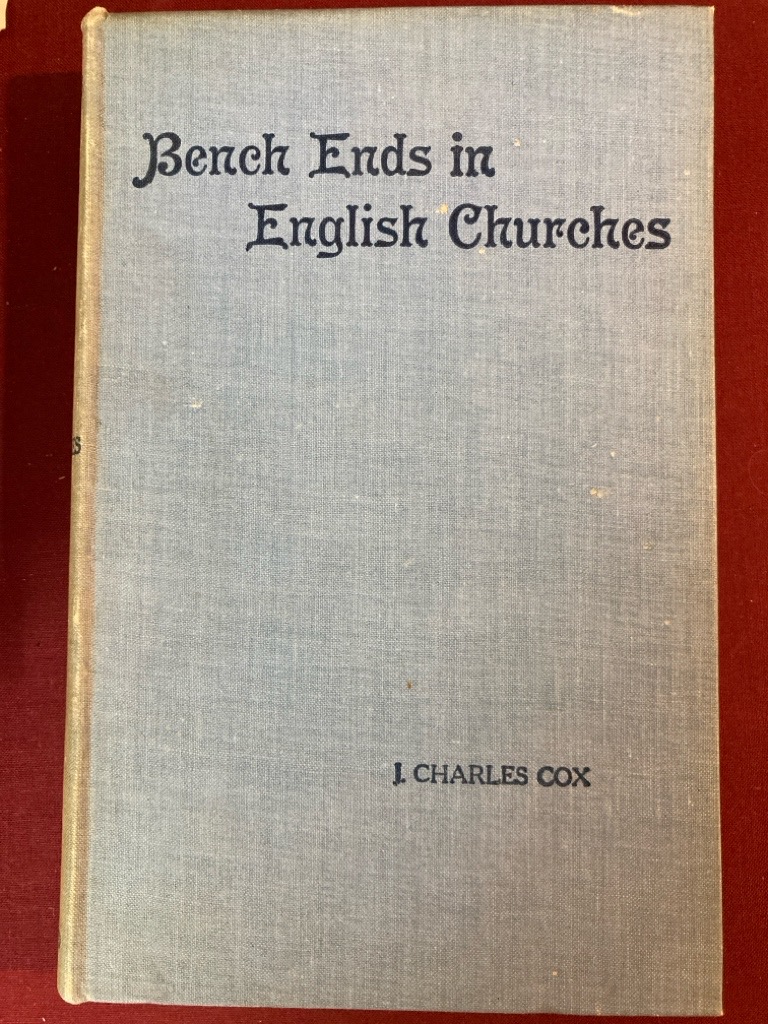 Bench Ends in
English Churches
J. CHARLES COX